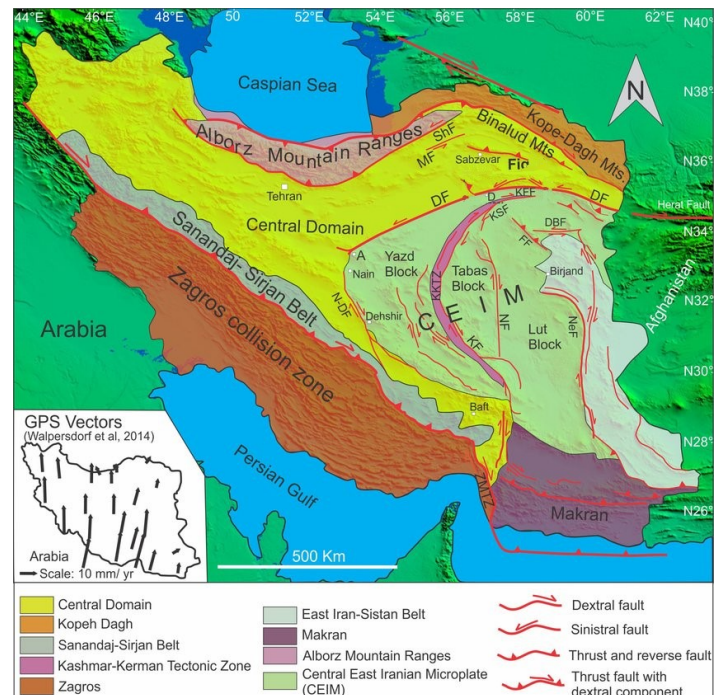 44°E 46°E 48°E 50 52°E 54°E 56°E 58°E 60°E 62°E N40°
Caspian Sea
N
N38°
Kope-Dagh Mts
Binalud Mts.
Alborz Mountain Ranges
ShF
MF
Sabzevar
N36°
Tehran
DF
D
KFF
DF
Herat Fault
KSF
DBF
N34°
Central Domain
FF
A
Nain
Yazd
Block
Tabas
Block
Birjand
Afghanistan
Sanandaj- Sirjan Belt
N-DF
KKTZ
N32°
Dehshir
C E I M
NF
NeF
Lut
Block
KF
Arabia
Zagros collision zone
N30°
Baft
N28°
GPS Vectors
(Walpersdorf et al, 2014)
Persian Gulf
ZMTZ
Makran
N26°
Arabia
Scale: 10 mm/ yr
500 Km
Central Domain
Kopeh Dagh
Sanandaj-Sirjan Belt
Kashmar-Kerman Tectonic Zone
Zagros
East Iran-Sistan Belt
Makran
Alborz Mountain Ranges
Central East Iranian Microplate
(CEIM)
Dextral fault
Sinistral fault
Thrust and reverse fault
Thrust fault with
dextral component